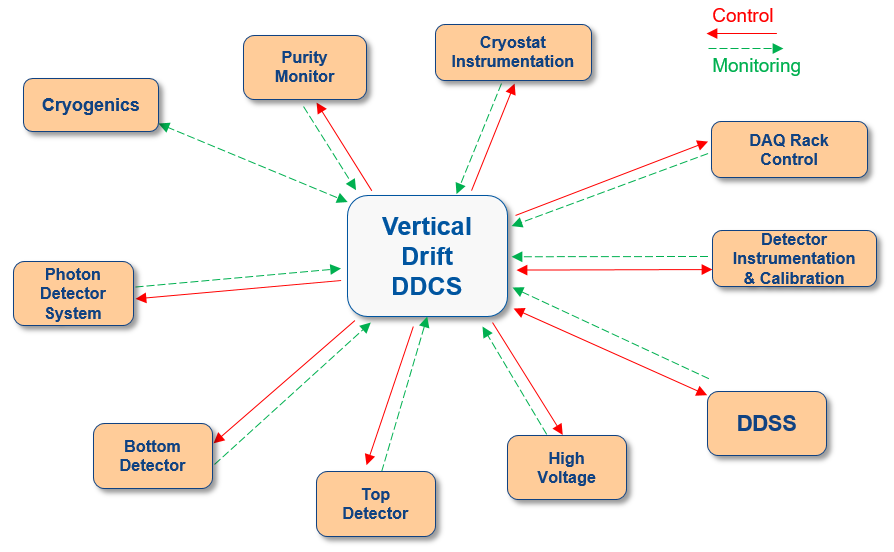 Control
Monitoring
Purity
Monitor
Cryostat
Instrumentation
Cryogenics
DAQ Rack
Control
Vertical
Drift
DDCS
Detector
Instrumentation
& Calibration
Photon
Detector
System
DDSS
Bottom
Detector
High
Voltage
Top
Detector